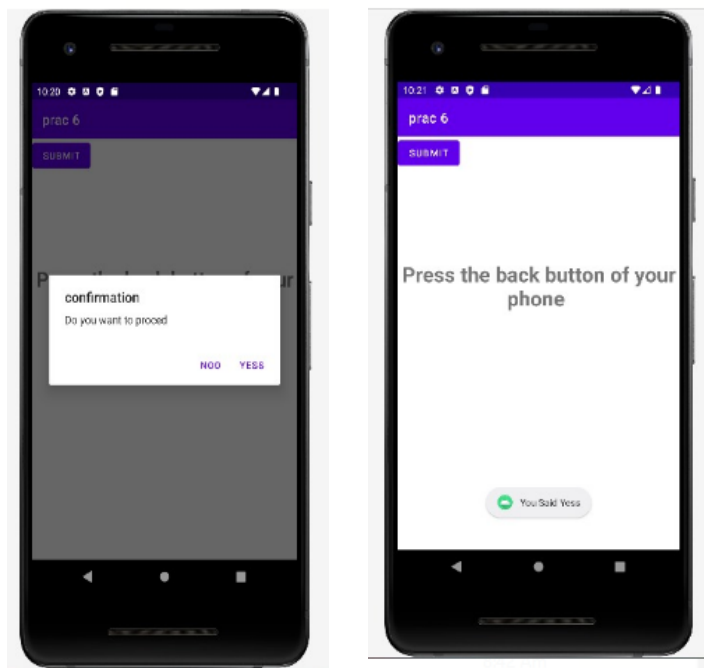 10:20
prac 6
SUBMIT
confirmation
Do you want to proced
NOO YESS
10:21
prac 6
SUBMIT
Press the back button of your
phone
You Said Yess